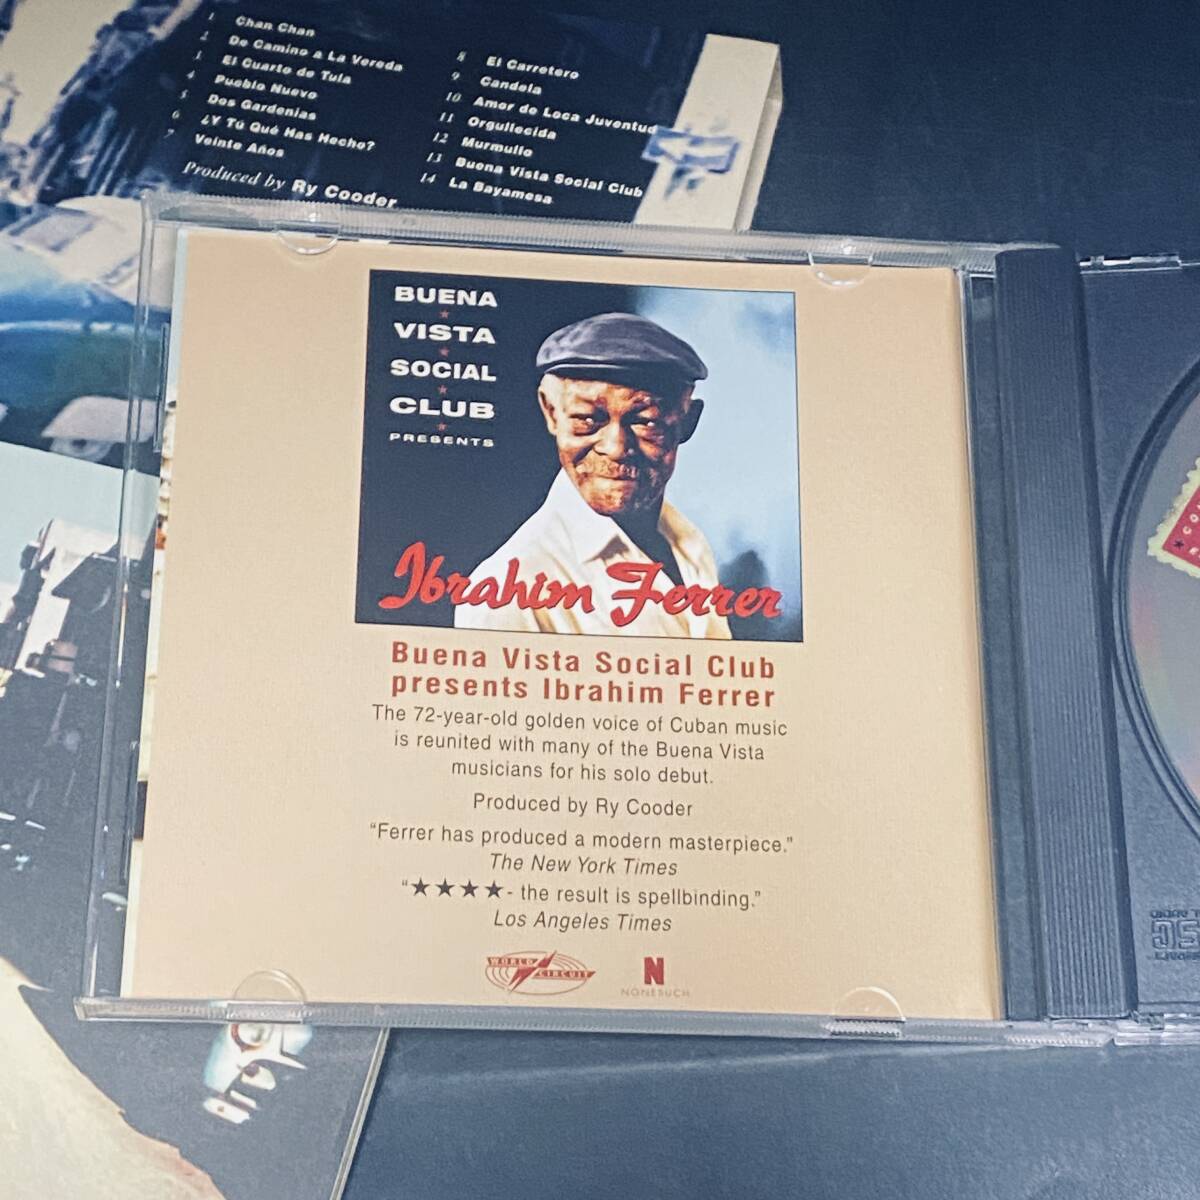 1 Chan Chan
2 De Camino a La Vereda
3 El Cuarto de Tula
4 Pueblo Nuevo
5 Dos Gardenias
6 ¿Y Tú Qué Has Hecho?
7 Veinte Años
8 El Carretero
9 Candela
10 Amor de Loca Juventud
11 Orgullecida
12 Murmullo
13 Buena Vista Social Club
14 La Bayamesa
Produced by Ry Cooder
BUENA
VISTA
SOCIAL
CLUB
PRESENTS
Ibrahim Ferrer
Buena Vista Social Club
presents Ibrahim Ferrer
The 72-year-old golden voice of Cuban music
is reunited with many of the Buena Vista
musicians for his solo debut.
Produced by Ry Cooder
“Ferrer has produced a modern masterpiece.”
The New York Times
“★★★★- the result is spellbinding.”
Los Angeles Times
WORLD CIRCUIT
N
NONESUCH